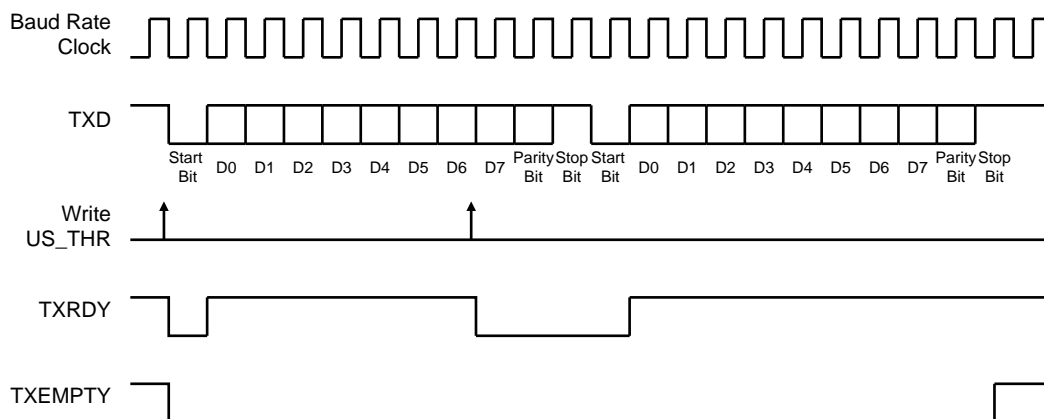 Baud Rate
Clock
TXD
Start
Bit
D0
D1
D2
D3
D4
D5
D6
D7
Parity
Bit
Stop
Bit
Start
Bit
D0
D1
D2
D3
D4
D5
D6
D7
Parity
Bit
Stop
Bit
Write
US_THR
TXRDY
TXEMPTY